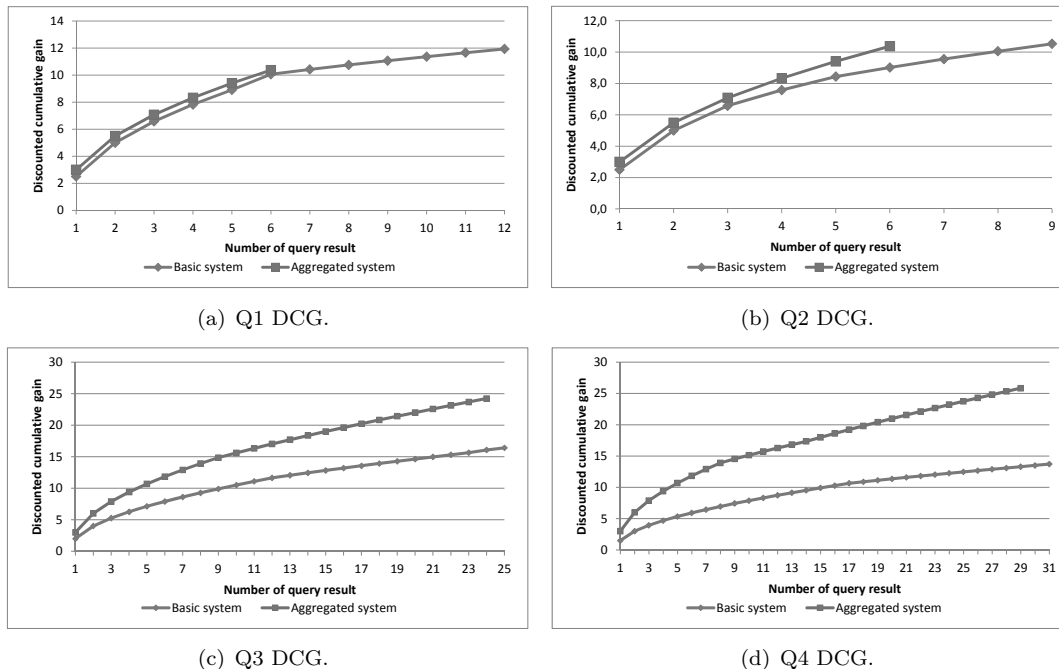 14
12
10
8
6
4
2
0
Discounted cumulative gain
1 2 3 4 5 6 7 8 9 10 11 12
Number of query result
Basic system Aggregated system
(a) Q1 DCG.
12,0
10,0
8,0
6,0
4,0
2,0
0,0
Discounted cumulative gain
1 2 3 4 5 6 7 8 9
Number of query result
Basic system Aggregated system
(b) Q2 DCG.
30
25
20
15
10
5
0
Discounted cumulative gain
1 3 5 7 9 11 13 15 17 19 21 23 25
Number of query result
Basic system Aggregated system
(c) Q3 DCG.
30
25
20
15
10
5
0
Discounted cumulative gain
1 3 5 7 9 11 13 15 17 19 21 23 25 27 29 31
Number of query result
Basic system Aggregated system
(d) Q4 DCG.